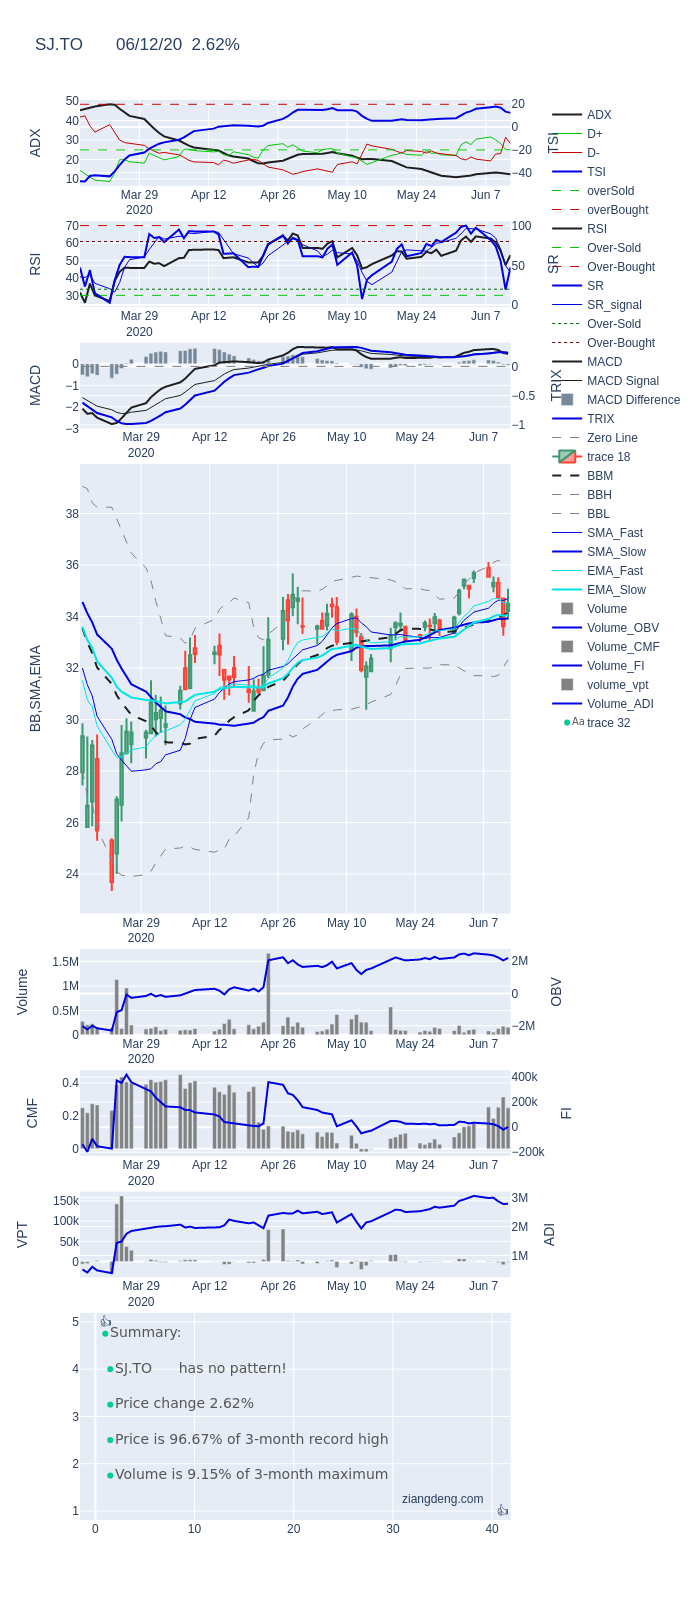 SJ.TO 06/12/20 2.62%
50
40
30
20
10
ADX
20
0
−20
−40
TSI
Mar 29
2020
Apr 12
Apr 26
May 10
May 24
Jun 7
70
60
50
40
30
RSI
100
50
0
SR
Mar 29
2020
Apr 12
Apr 26
May 10
May 24
Jun 7
0
−1
−2
−3
MACD
0
−0.5
−1
TRIX
Mar 29
2020
Apr 12
Apr 26
May 10
May 24
Jun 7
38
36
34
32
30
28
26
24
BB,SMA,EMA
Mar 29
2020
Apr 12
Apr 26
May 10
May 24
Jun 7
1.5M
1M
0.5M
0
Volume
2M
0
−2M
OBV
Mar 29
2020
Apr 12
Apr 26
May 10
May 24
Jun 7
0.4
0.2
0
CMF
400k
200k
0
−200k
FI
Mar 29
2020
Apr 12
Apr 26
May 10
May 24
Jun 7
150k
100k
50k
0
VPT
3M
2M
1M
ADI
Mar 29
2020
Apr 12
Apr 26
May 10
May 24
Jun 7
5
4
3
2
1
👍
Summary:
SJ.TO has no pattern!
Price change 2.62%
Price is 96.67% of 3-month record high
Volume is 9.15% of 3-month maximum
ziangdeng.com
👍
0
10
20
30
40
ADX
D+
D-
TSI
overSold
overBought
RSI
Over-Sold
Over-Bought
SR
SR_signal
Over-Sold
Over-Bought
MACD
MACD Signal
MACD Difference
TRIX
Zero Line
trace 18
BBM
BBH
BBL
SMA_Fast
SMA_Slow
EMA_Fast
EMA_Slow
Volume
Volume_OBV
Volume_CMF
Volume_FI
volume_vpt
Volume_ADI
Aa trace 32